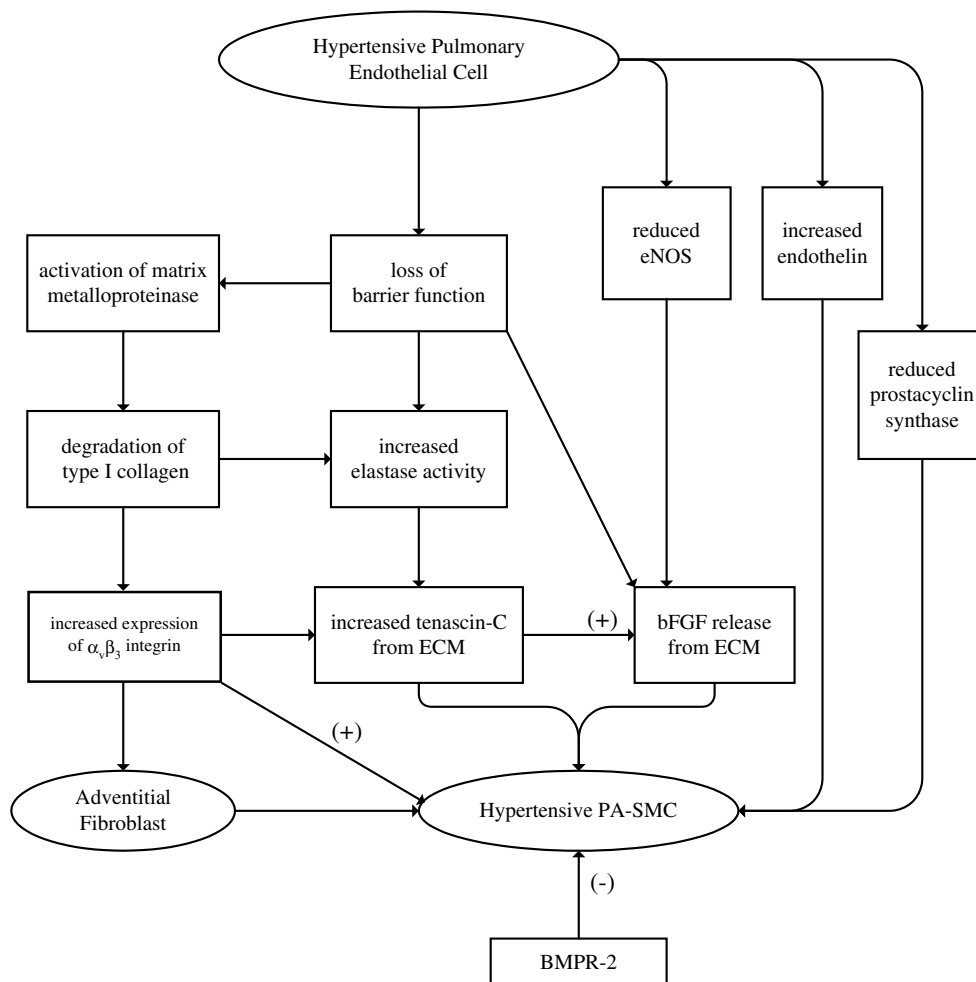 Hypertensive Pulmonary
Endothelial Cell
reduced
eNOS
increased
endothelin
activation of matrix
metalloproteinase
loss of
barrier function
reduced
prostacyclin
synthase
degradation of
type I collagen
increased
elastase activity
increased expression
of αvβ3 integrin
increased tenascin-C
from ECM
(+)
bFGF release
from ECM
(+)
Adventitial
Fibroblast
Hypertensive PA-SMC
(-)
BMPR-2